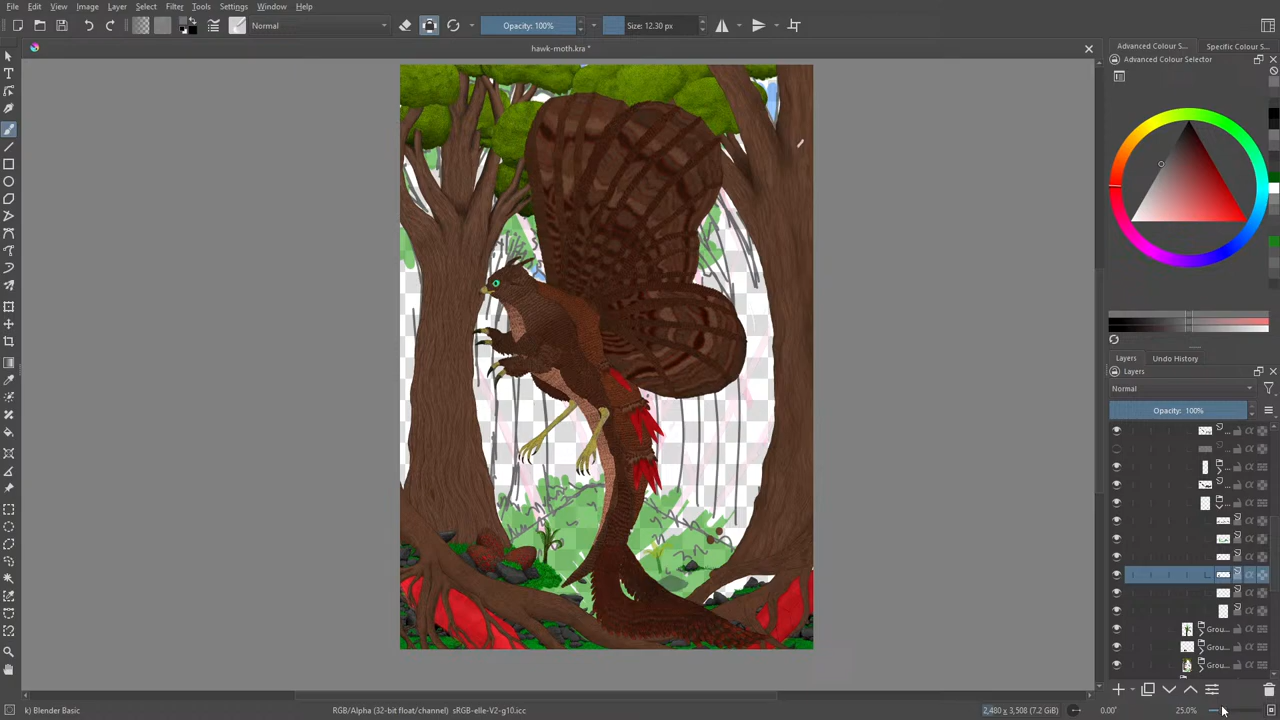 File Edit View Image Layer Select Filter Tools Settings Window Help
Normal Opacity: 100% Size: 12.30 px
hawk-moth.kra *
Advanced Colour S... Specific Colour S...
Advanced Colour Selector
Layers Undo History
Layers
Normal
Opacity: 100%
...
...
...
...
...
Grou...
Grou...
Grou...
k) Blender Basic RGB/Alpha (32-bit float/channel) sRGB-elle-V2-g10.icc 2,480 x 3,508 (7.2 GiB) 0.00° 25.0%